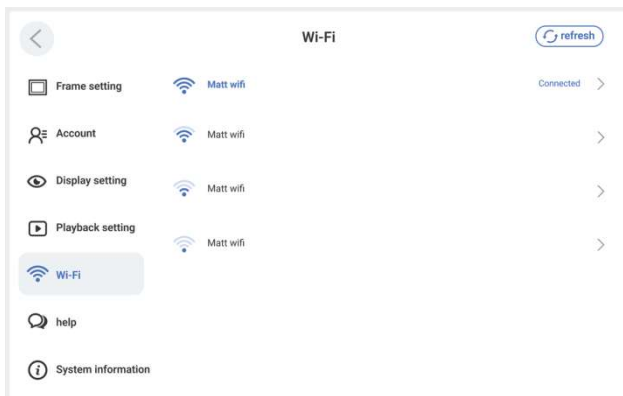 Wi-Fi
refresh
Frame setting
Account
Display setting
Playback setting
Wi-Fi
help
System information
Matt wifi
Connected
Matt wifi
Matt wifi
Matt wifi